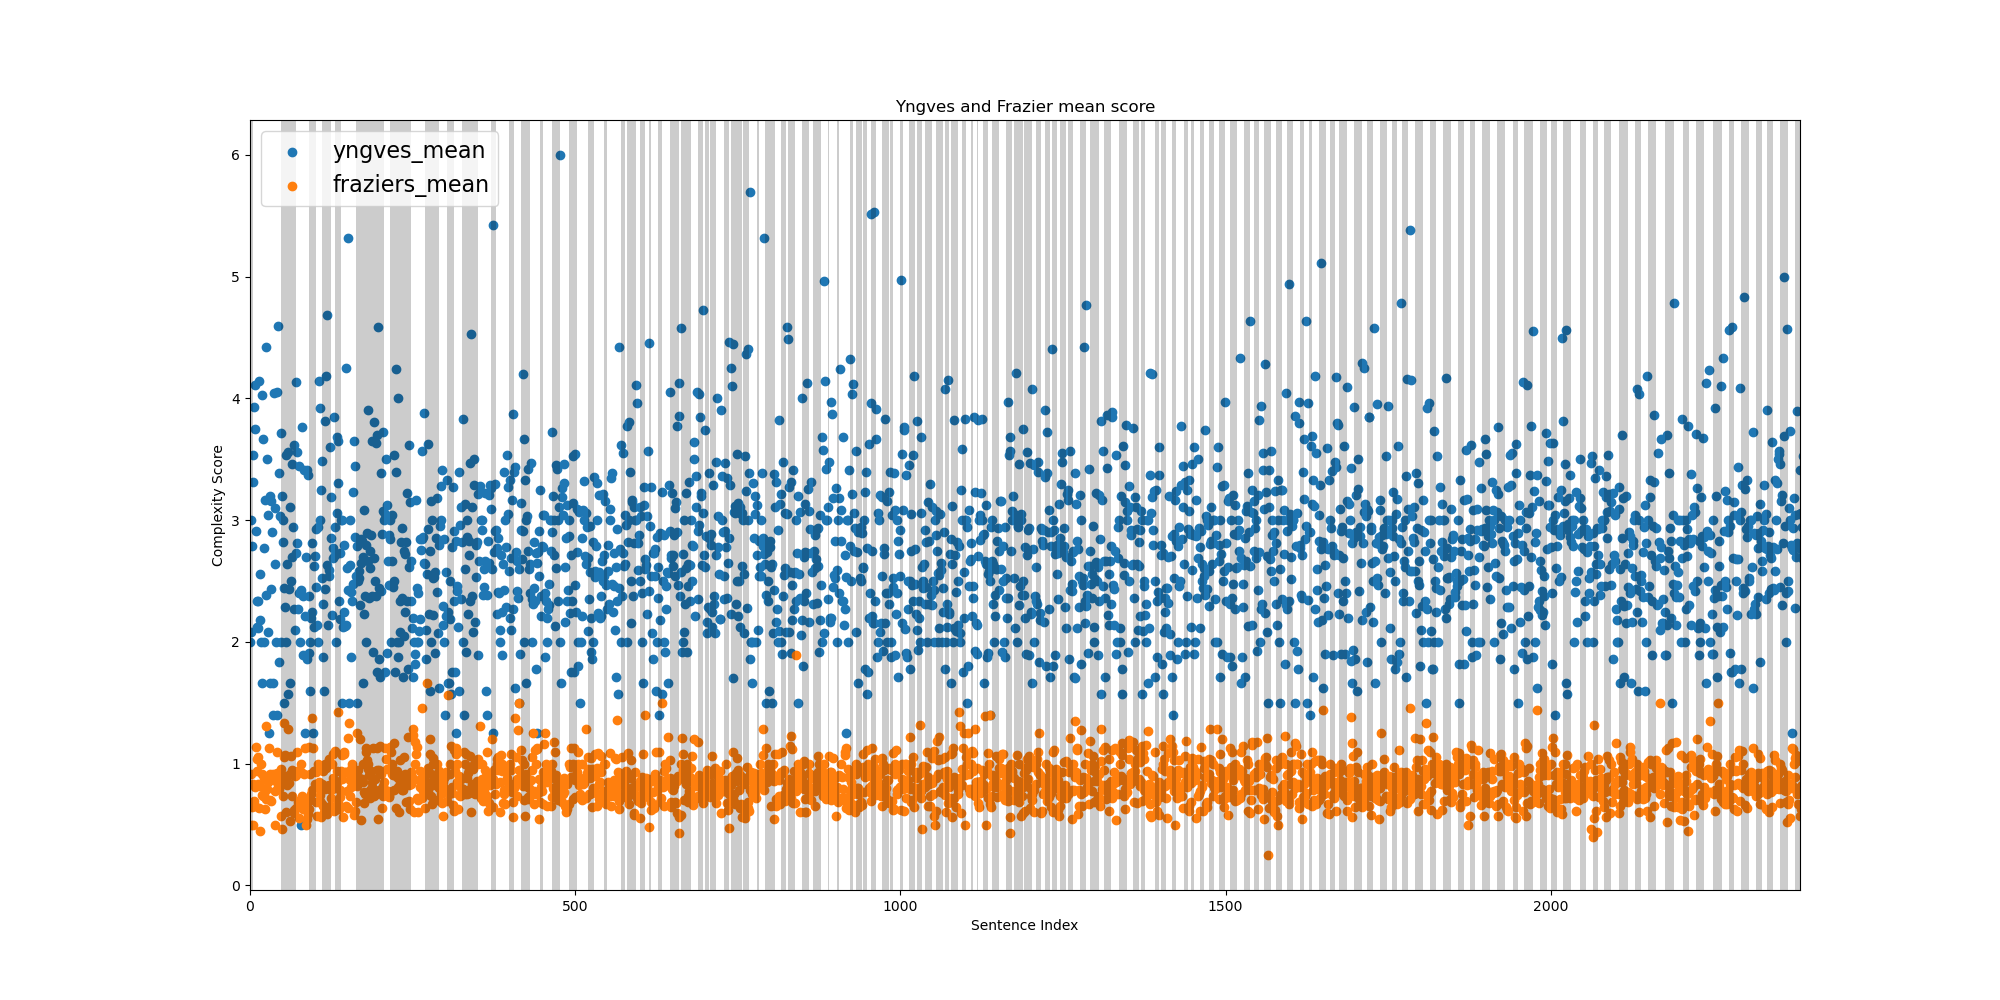 Yngves and Frazier mean score
yngves_mean
fraziers_mean
Complexity Score
6
5
4
3
2
1
0
0 500 1000 1500 2000
Sentence Index